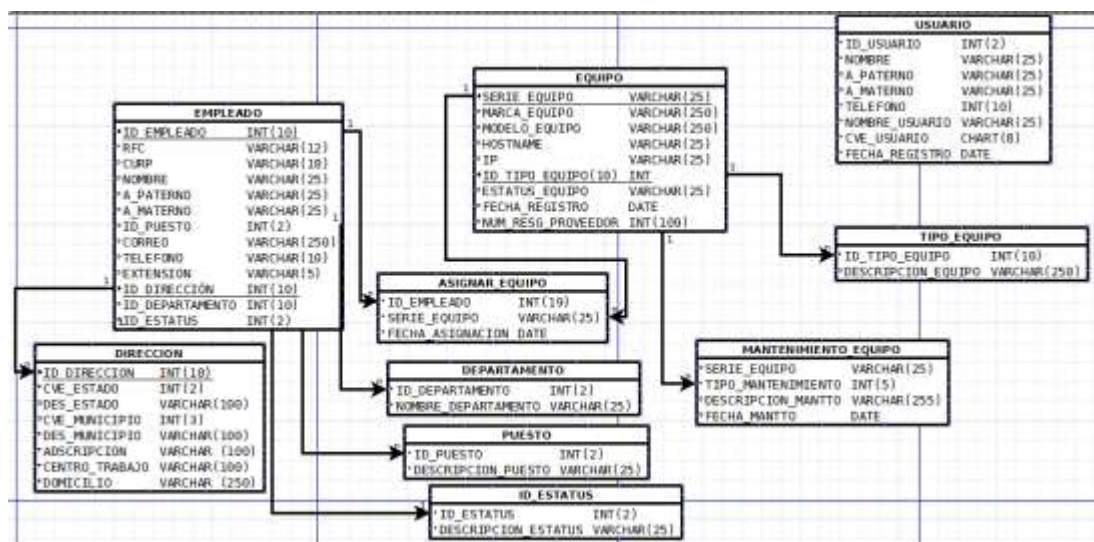 USUARIO
*ID_USUARIO INT(2)
*NOMBRE VARCHAR(25)
*A_PATERNO VARCHAR(25)
*A_MATERNO VARCHAR(25)
*TELEFONO INT(10)
*NOMBRE_USUARIO VARCHAR(25)
*CVE_USUARIO CHART(8)
*FECHA_REGISTRO DATE
EQUIPO
*SERIE_EQUIPO VARCHAR(25)
*MARCA_EQUIPO VARCHAR(250)
*MODELO_EQUIPO VARCHAR(250)
*HOSTNAME VARCHAR(25)
*IP VARCHAR(25)
*ID_TIPO_EQUIPO(10) INT
*ESTATUS_EQUIPO VARCHAR(25)
*FECHA_REGISTRO DATE
*NUM_RESG_PROVEEDOR INT(100)
EMPLEADO
*ID_EMPLEADO INT(10)
*RFC VARCHAR(12)
*CURP VARCHAR(18)
*NOMBRE VARCHAR(25)
*A_PATERNO VARCHAR(25)
*A_MATERNO VARCHAR(25)
*ID_PUESTO INT(2)
*CORREO VARCHAR(250)
*TELEFONO VARCHAR(10)
*EXTENSION VARCHAR(5)
*ID_DIRECCIÓN INT(10)
*ID_DEPARTAMENTO INT(10)
*ID_ESTATUS INT(2)
TIPO_EQUIPO
*ID_TIPO_EQUIPO INT(10)
*DESCRIPCION_EQUIPO VARCHAR(250)
ASIGNAR_EQUIPO
*ID_EMPLEADO INT(19)
*SERIE_EQUIPO VARCHAR(25)
*FECHA_ASIGNACION DATE
DIRECCION
*ID_DIRECCION INT(10)
*CVE_ESTADO INT(2)
*DES_ESTADO VARCHAR(100)
*CVE_MUNICIPIO INT(3)
*DES_MUNICIPIO VARCHAR(100)
*ADSCRIPCION VARCHAR (100)
*CENTRO_TRABAJO VARCHAR(100)
*DOMICILIO VARCHAR (250)
MANTENIMIENTO_EQUIPO
*SERIE_EQUIPO VARCHAR(25)
*TIPO_MANTENIMIENTO INT(5)
*DESCRIPCION_MANTTO VARCHAR(255)
*FECHA_MANTTO DATE
DEPARTAMENTO
*ID_DEPARTAMENTO INT(2)
*NOMBRE_DEPARTAMENTO VARCHAR(25)
PUESTO
*ID_PUESTO INT(2)
*DESCRIPCION_PUESTO VARCHAR(25)
ID_ESTATUS
*ID_ESTATUS INT(2)
*DESCRIPCION_ESTATUS VARCHAR(25)